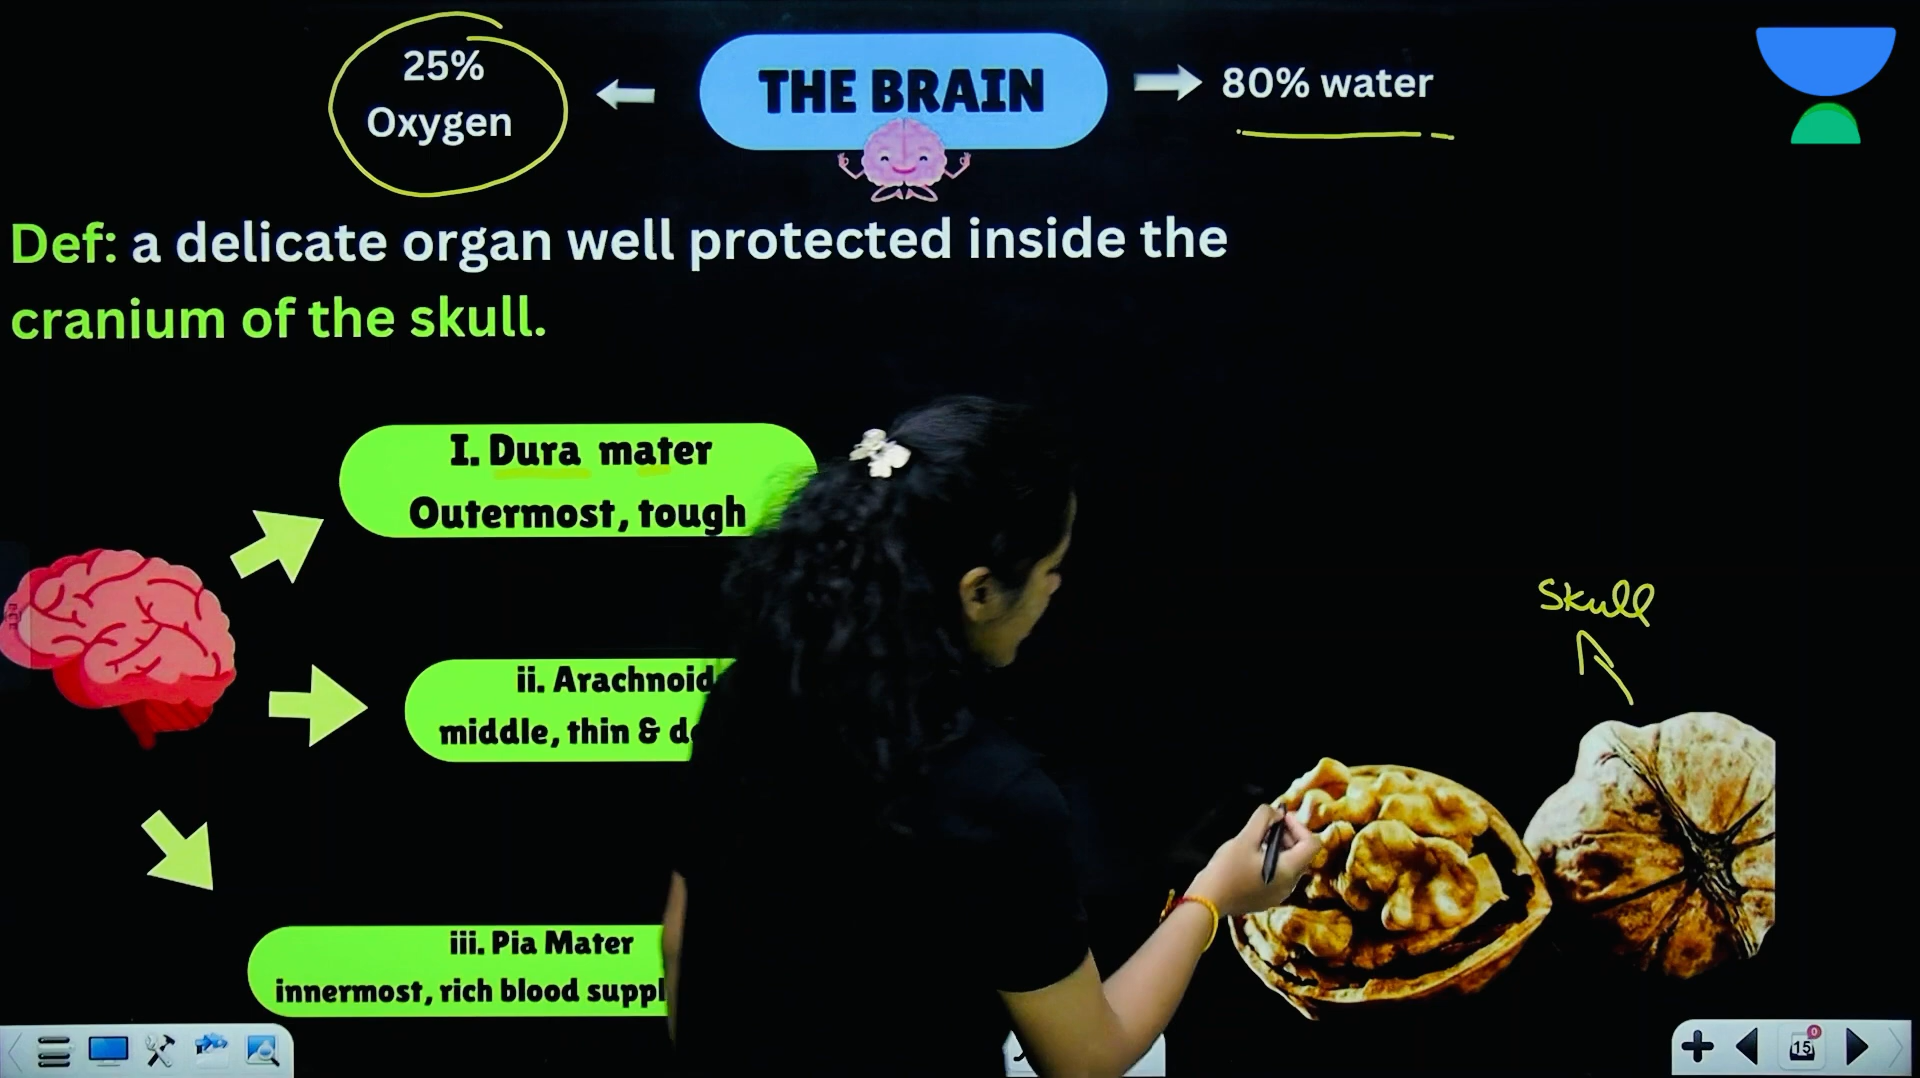 25%
Oxygen
THE BRAIN
80% water
Def: a delicate organ well protected inside the
cranium of the skull.
I. Dura mater
Outermost, tough
ii. Arachnoid
middle, thin &
iii. Pia Mater
innermost, rich blood
Skull
15
0